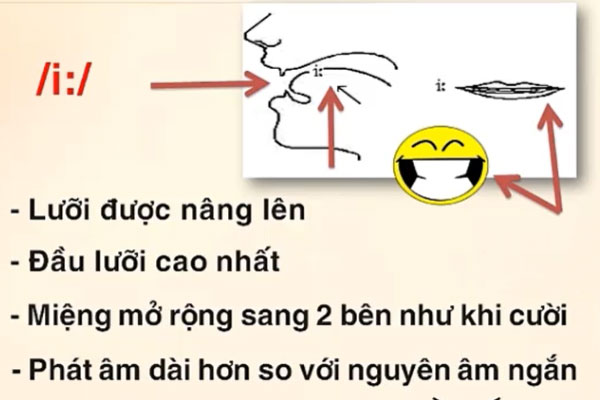 /i:/
i:
i:
- Lưỡi được nâng lên
- Đầu lưỡi cao nhất
- Miệng mở rộng sang 2 bên như khi cười
- Phát âm dài hơn so với nguyên âm ngắn